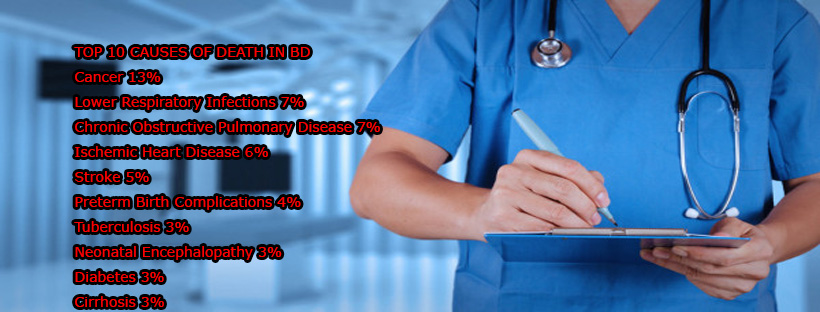 TOP 10 CAUSES OF DEATH IN BD
Cancer 13%
Lower Respiratory Infections 7%
Chronic Obstructive Pulmonary Disease 7%
Ischemic Heart Disease 6%
Stroke 5%
Preterm Birth Complications 4%
Tuberculosis 3%
Neonatal Encephalopathy 3%
Diabetes 3%
Cirrhosis 3%